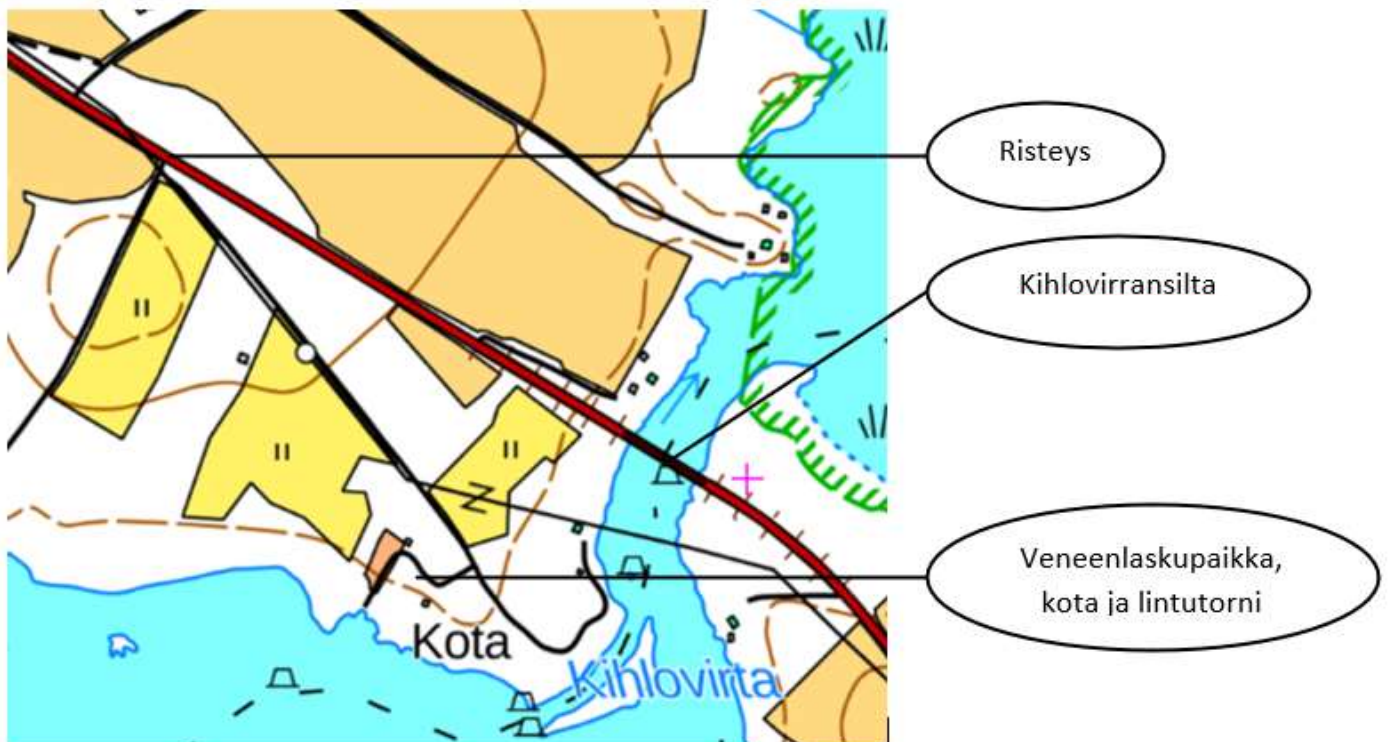 Risteys
Kihlovirransilta
Veneenlaskupaikka,
kota ja lintutorni
Kota
Kihlovirta